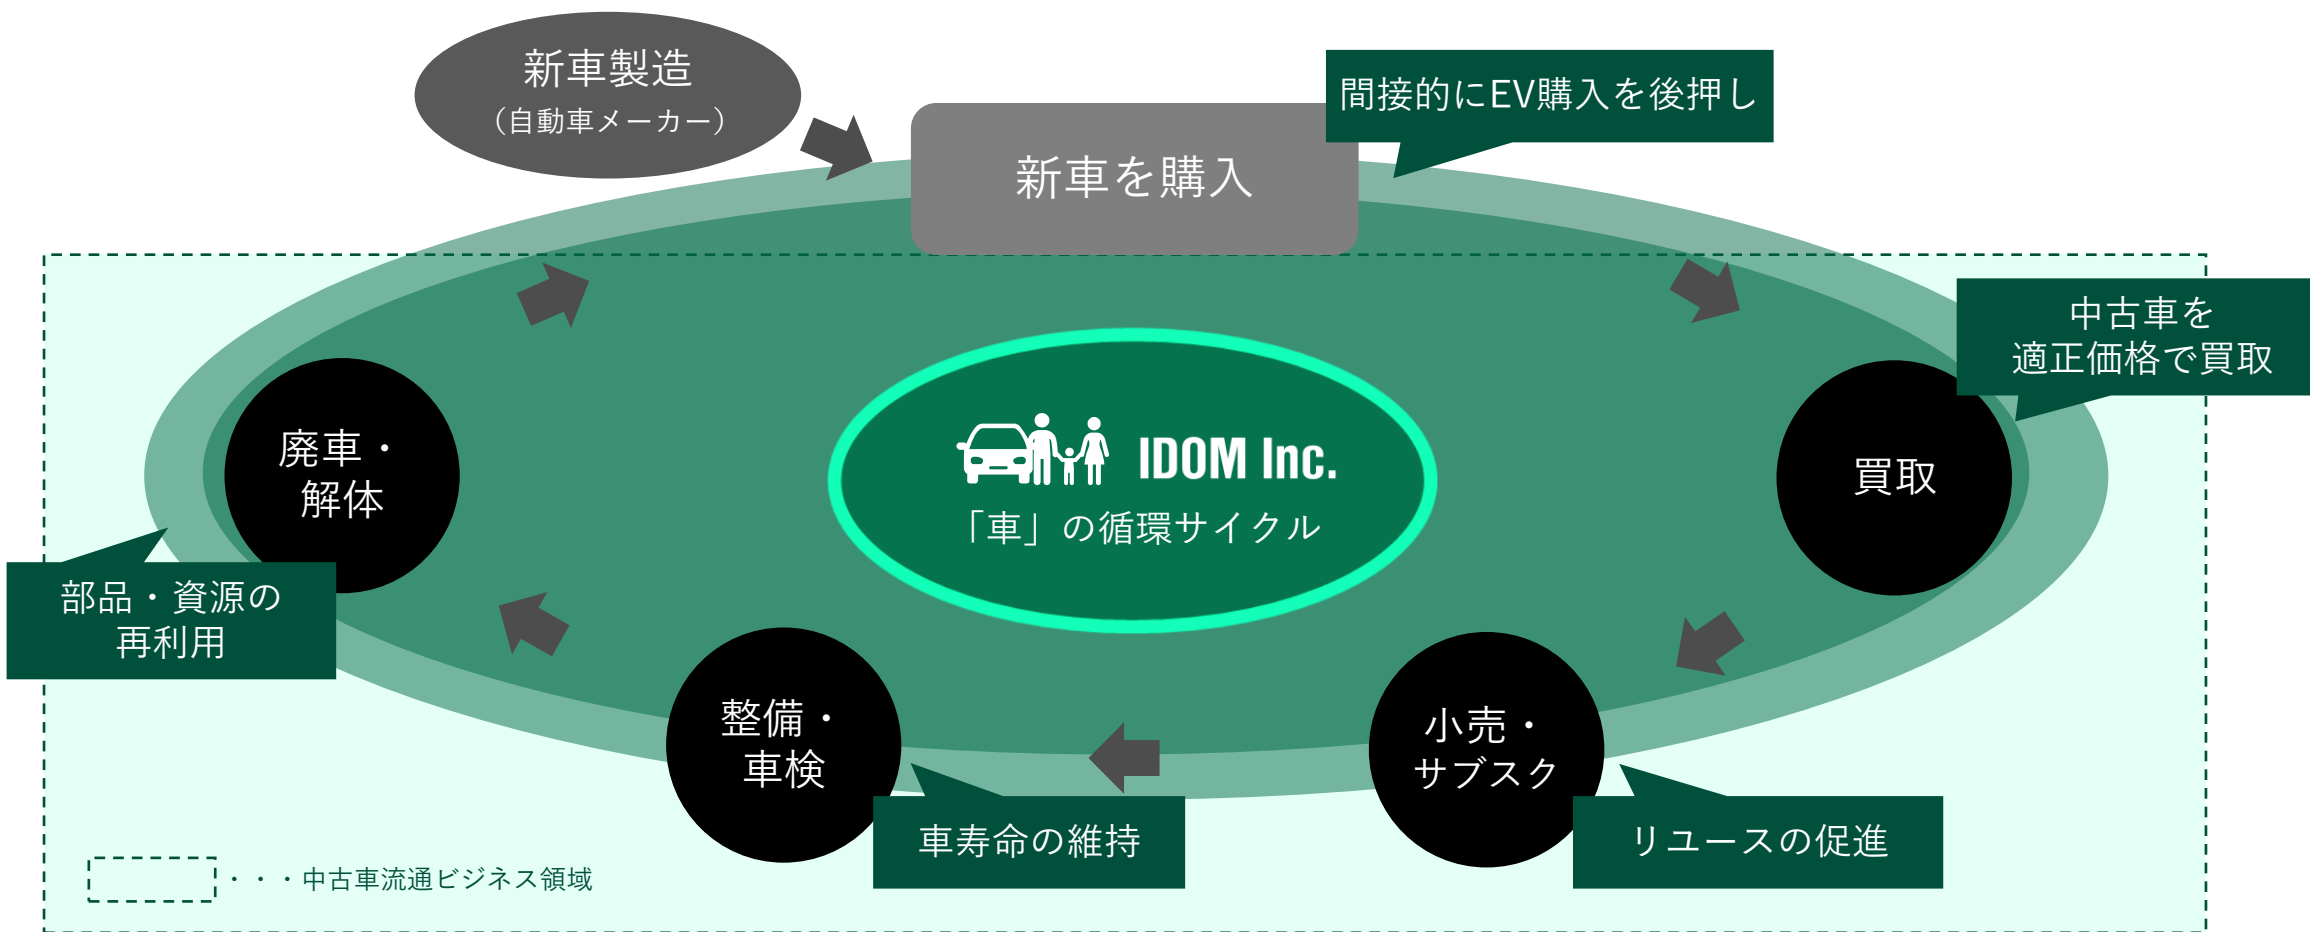 新車製造
（自動車メーカー）
新車を購入
間接的にEV購入を後押し
中古車を
適正価格で買取
買取
小売・
サブスク
リユースの促進
整備・
車検
車寿命の維持
廃車・
解体
部品・資源の
再利用
IDOM Inc.
「車」の循環サイクル
・・・中古車流通ビジネス領域